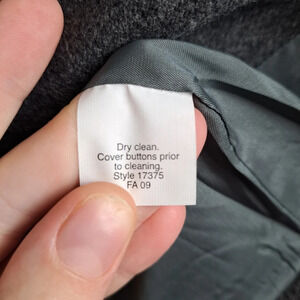 Dry clean.
Cover buttons prior
to cleaning.
Style 17375
FA 09